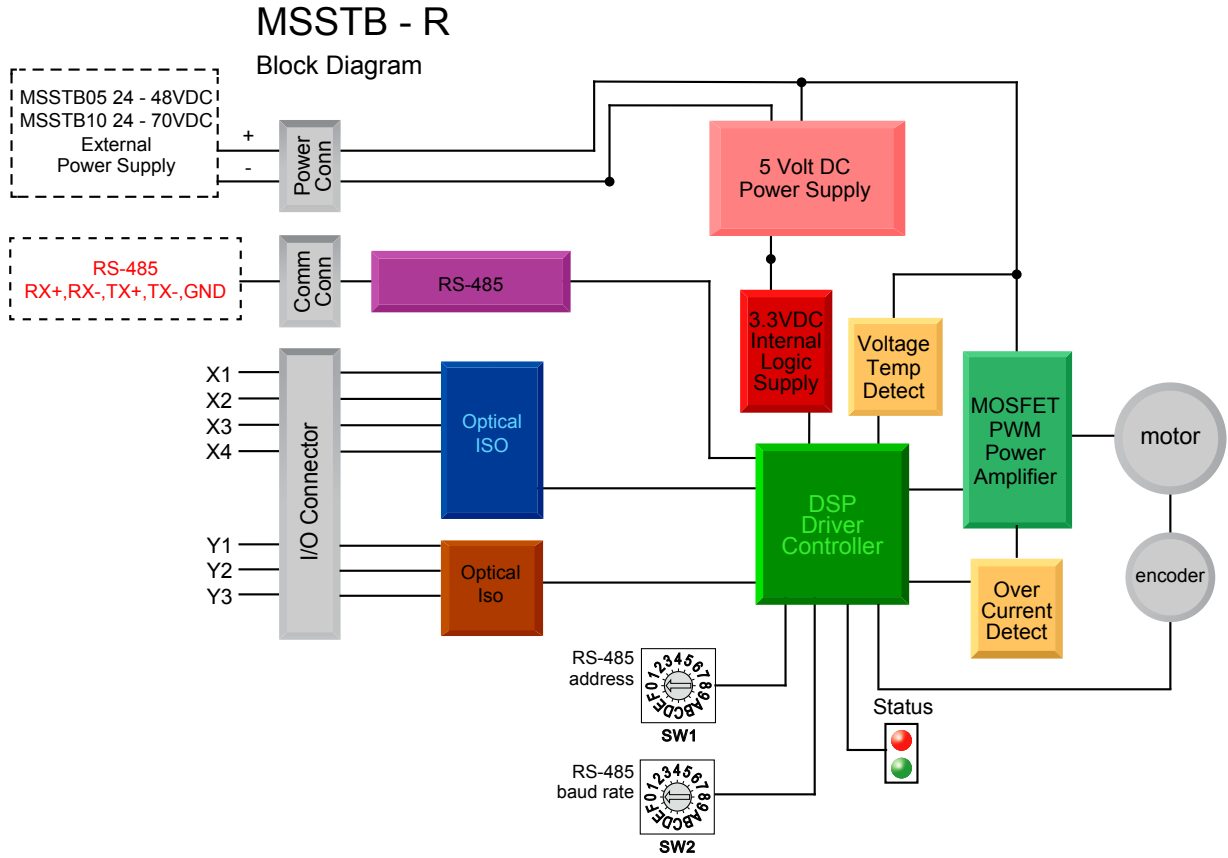 MSSTB - R
Block Diagram
MSSTB05 24 - 48VDC
MSSTB10 24 - 70VDC
External
Power Supply
+
-
Power
Conn
5 Volt DC
Power Supply
RS-485
RX+,RX-,TX+,TX-,GND
Comm
Conn
RS-485
3.3VDC
Internal
Logic
Supply
Voltage
Temp
Detect
MOSFET
PWM
Power
Amplifier
motor
X1
X2
X3
X4
I/O Connector
Optical
ISO
DSP
Driver
Controller
Y1
Y2
Y3
Optical
Iso
Over
Current
Detect
encoder
RS-485
address
0123456789ABCDEF
SW1
Status
RS-485
baud rate
0123456789ABCDEF
SW2